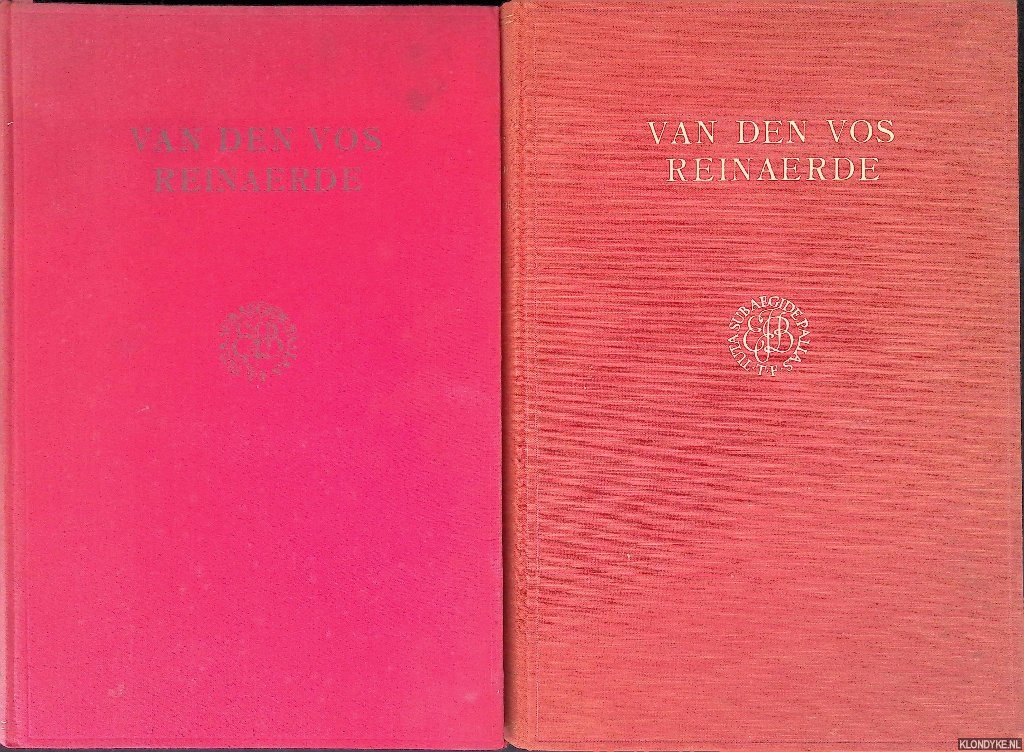 VAN DEN VOS
REINAERDE
VAN DEN VOS
REINAERDE
TUTA SUB AEGIDE PALLAS
EJB
KLONDYKE.NL